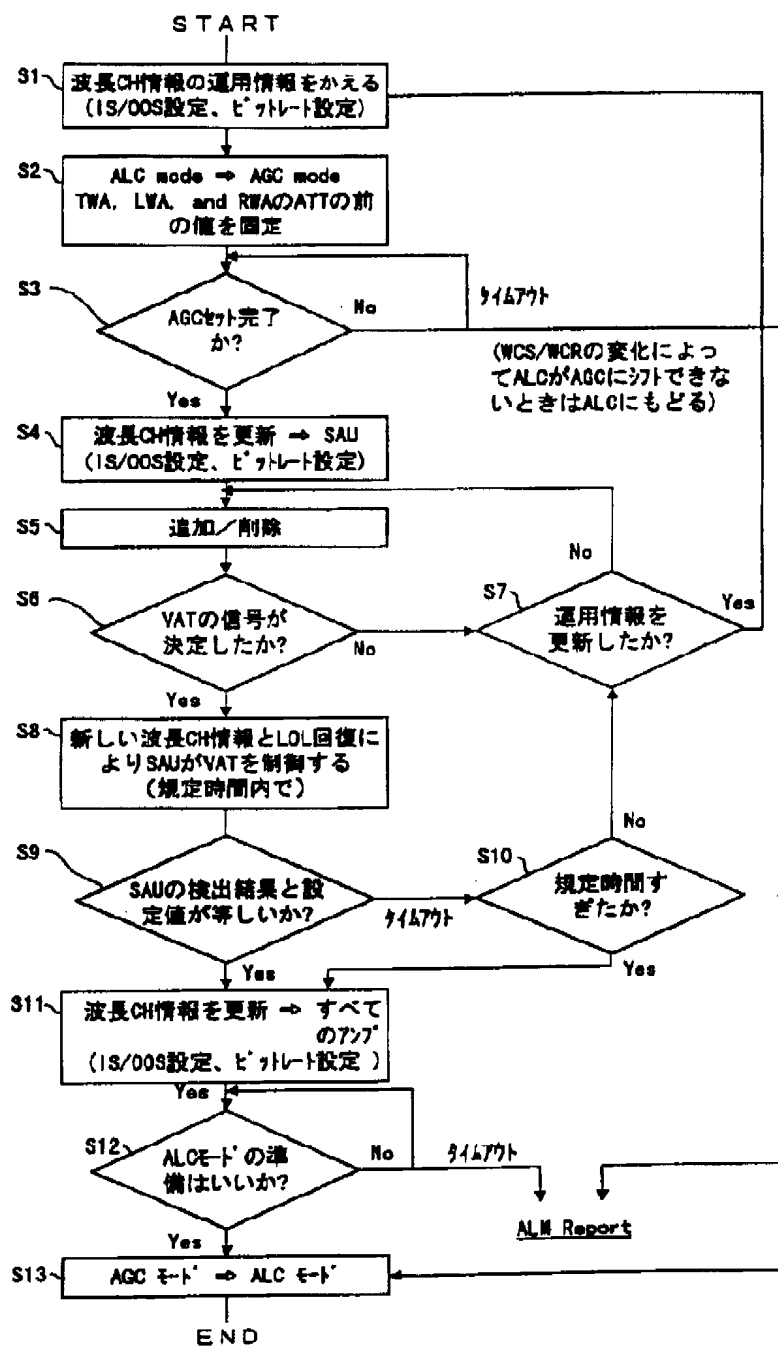 START
S1
波長CH情報の運用情報をかえる
(IS/OOS設定、ビットレート設定)
S2
ALC mode ⇒ AGC mode
TWA, LWA, and RWAのATTの前
の値を固定
S3
AGCセット完了
か?
No
タイムアウト
(WCS/WCRの変化によっ
てALCがAGCにシフトできな
いときはALCにもどる)
Yes
S4
波長CH情報を更新 ⇒ SAU
(IS/OOS設定、ビットレート設定)
S5
追加／削除
No
S6
VATの信号が
決定したか?
No
S7
運用情報を
更新したか?
Yes
Yes
S8
新しい波長CH情報とLOL回復に
よりSAUがVATを制御する
(規定時間内で)
No
S9
SAUの検出結果と設
定値が等しいか?
タイムアウト
S10
規定時間す
ぎたか?
Yes
Yes
S11
波長CH情報を更新 ⇒ すべて
のアンプ
(IS/OOS設定、ビットレート設定 )
Yes
S12
ALCモードの準
備はいいか?
No
タイムアウト
ALM Report
Yes
S13
AGC モード ⇒ ALC モード
END